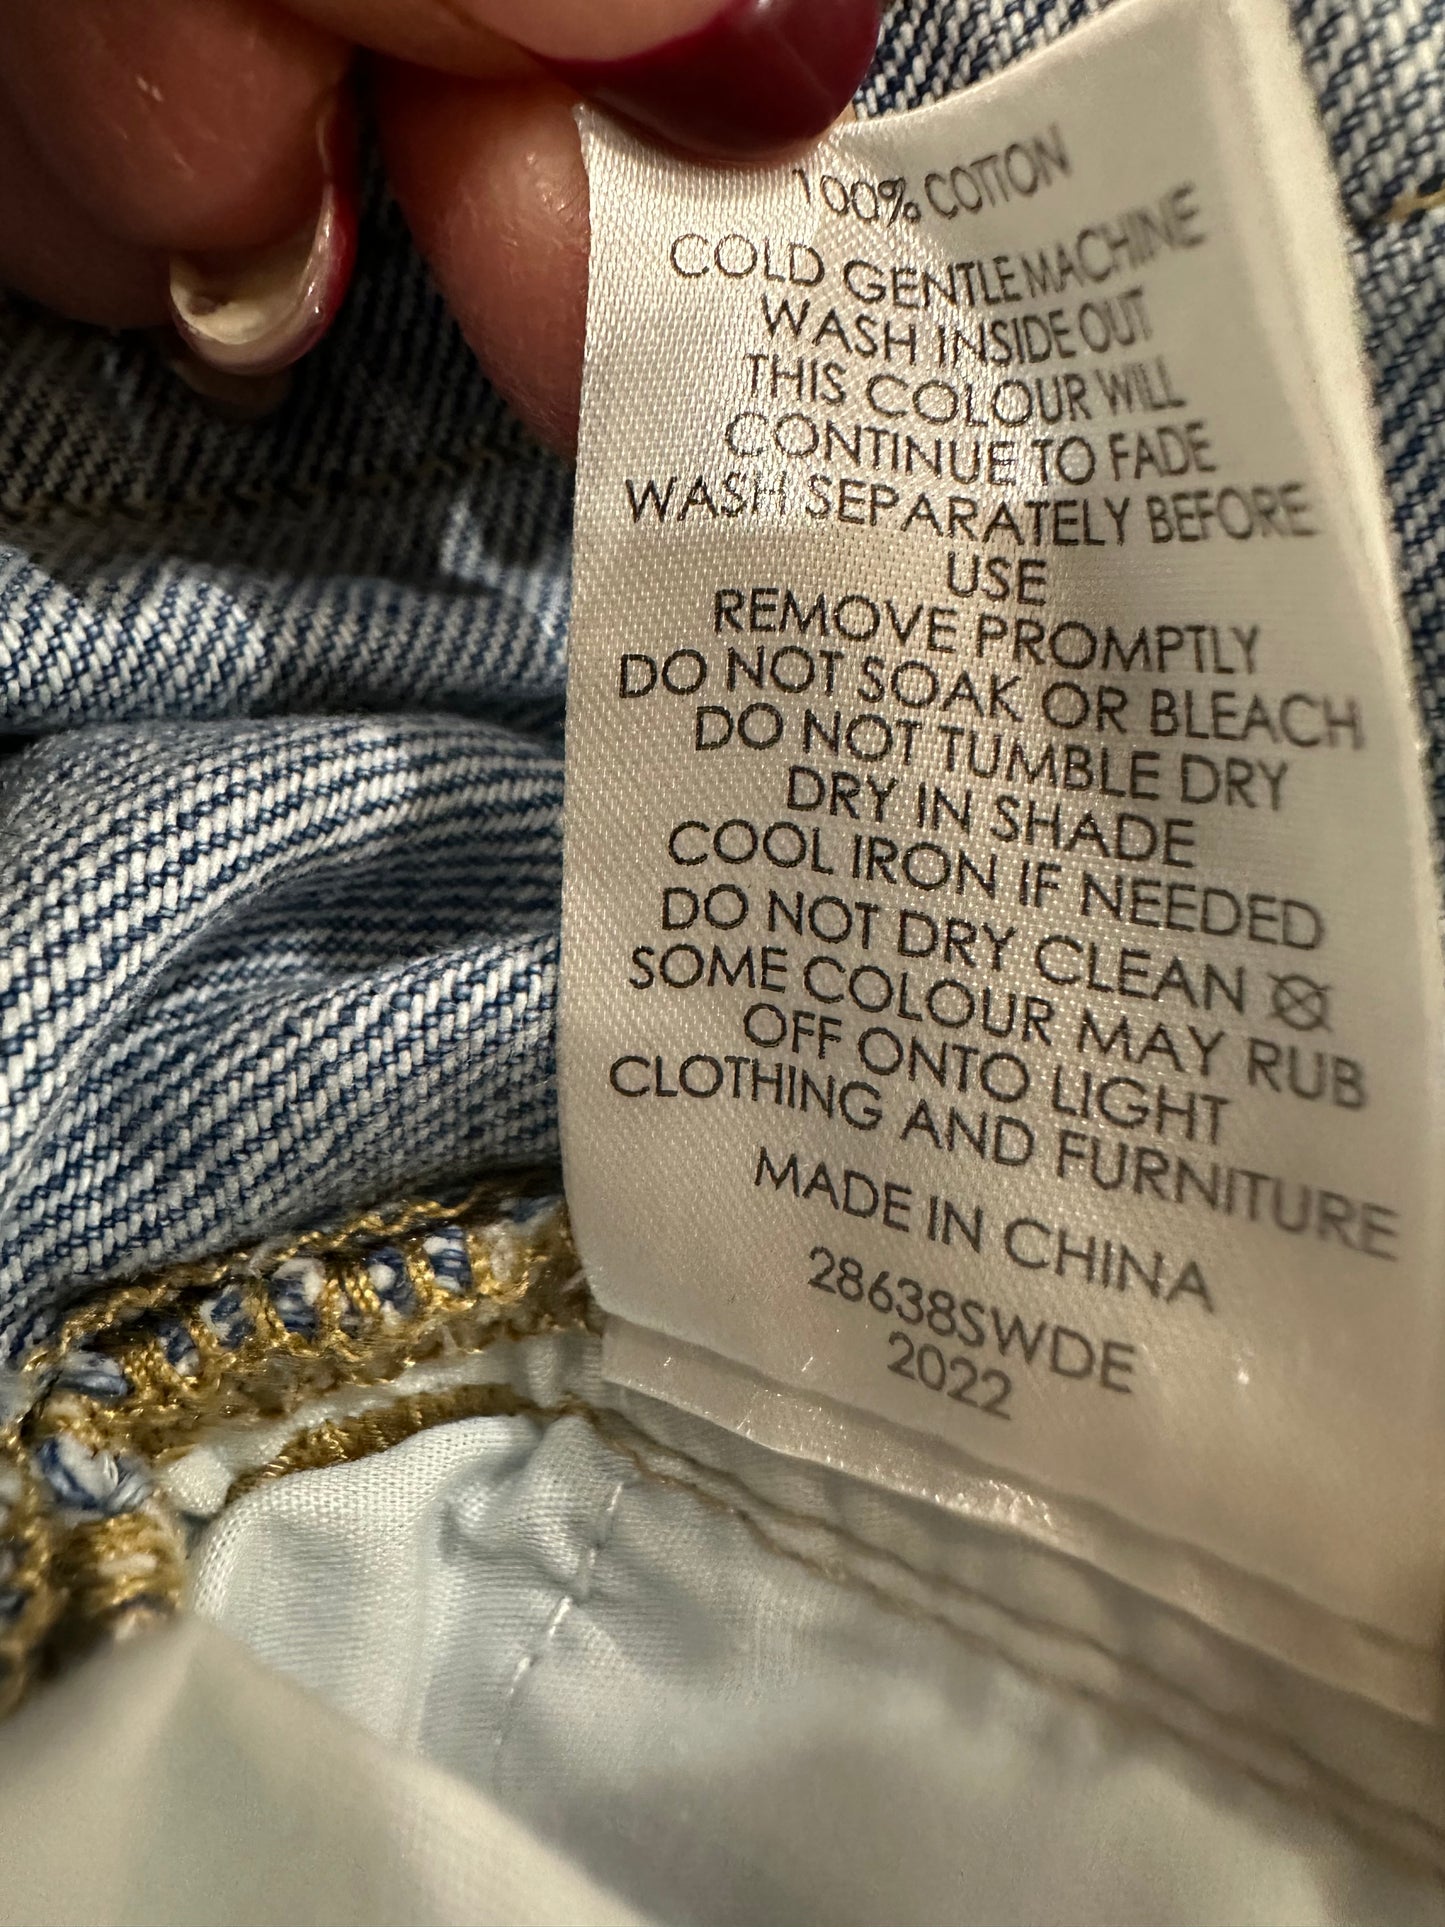 100% COTTON
COLD GENTLE MACHINE
WASH INSIDE OUT
THIS COLOUR WILL
CONTINUE TO FADE
WASH SEPARATELY BEFORE
USE
REMOVE PROMPTLY
DO NOT SOAK OR BLEACH
DO NOT TUMBLE DRY
DRY IN SHADE
COOL IRON IF NEEDED
DO NOT DRY CLEAN
SOME COLOUR MAY RUB
OFF ONTO LIGHT
CLOTHING AND FURNITURE
MADE IN CHINA
28638SWDE
2022